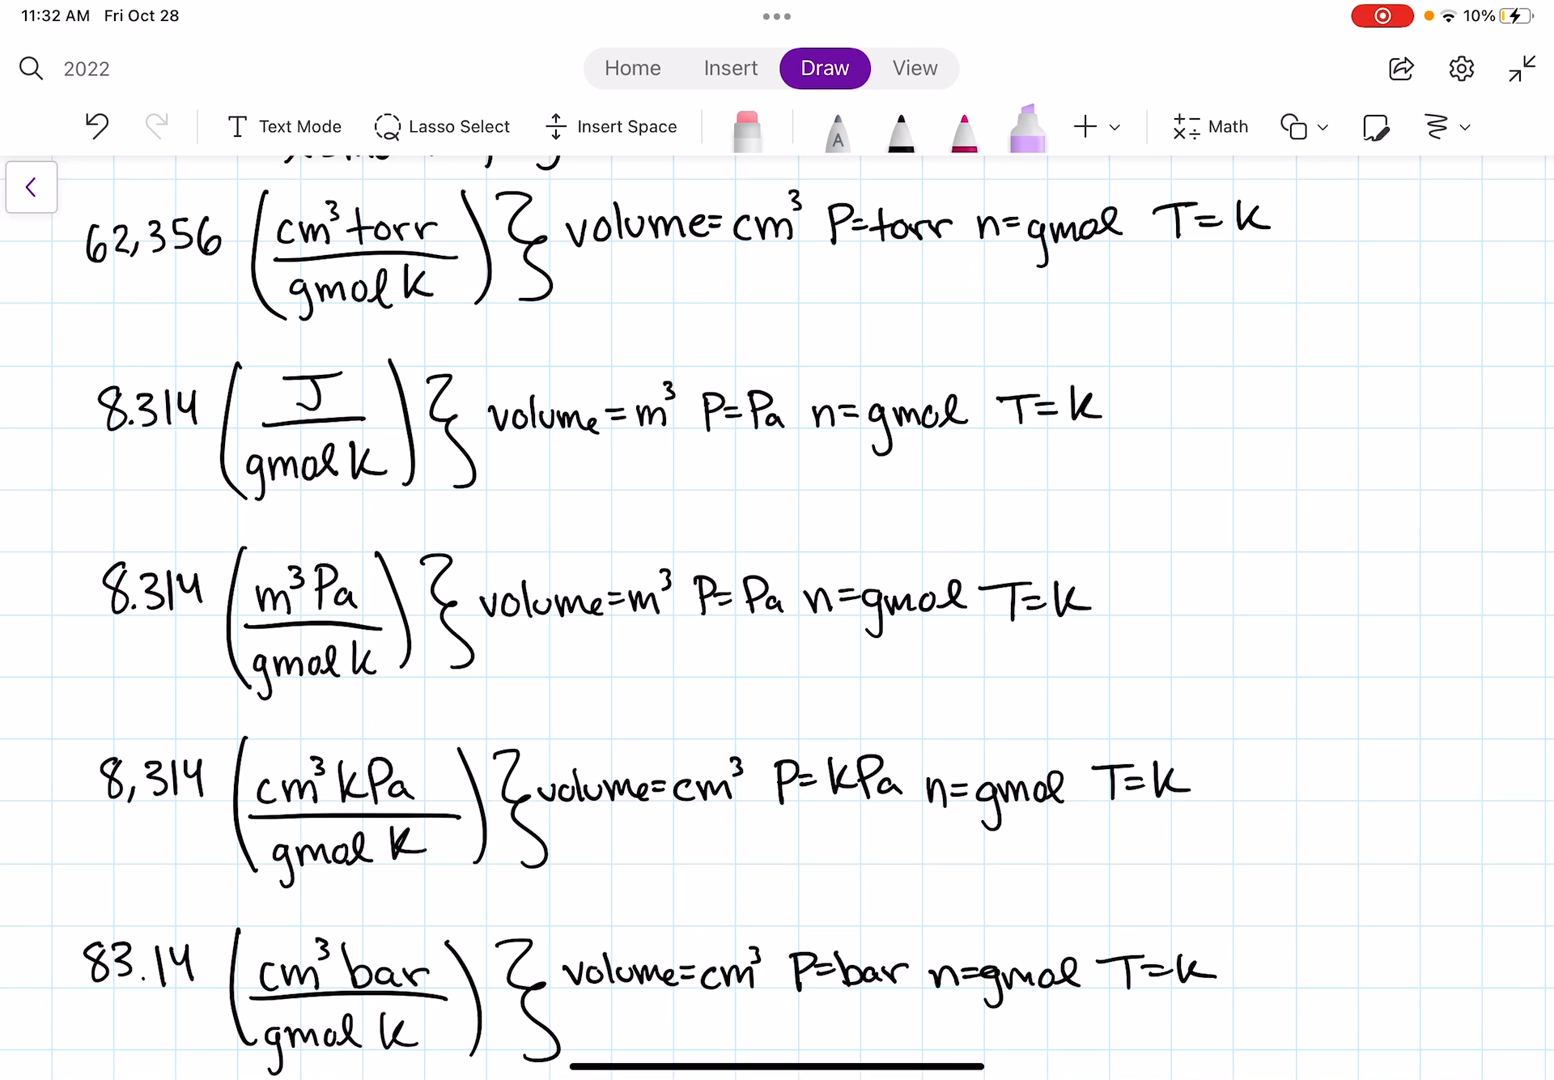 11:32 AM Fri Oct 28
10%
2022
Home Insert Draw View
Text Mode Lasso Select Insert Space A Math
62,356 (cm³ torr / gmol K) } volume = cm³ P = torr n = gmol T = K
8.314 (J / gmol K) } volume = m³ P = Pa n = gmol T = K
8.314 (m³ Pa / gmol K) } volume = m³ P = Pa n = gmol T = K
8,314 (cm³ kPa / gmol K) } volume = cm³ P = kPa n = gmol T = K
83.14 (cm³ bar / gmol K) } volume = cm³ P = bar n = gmol T = K